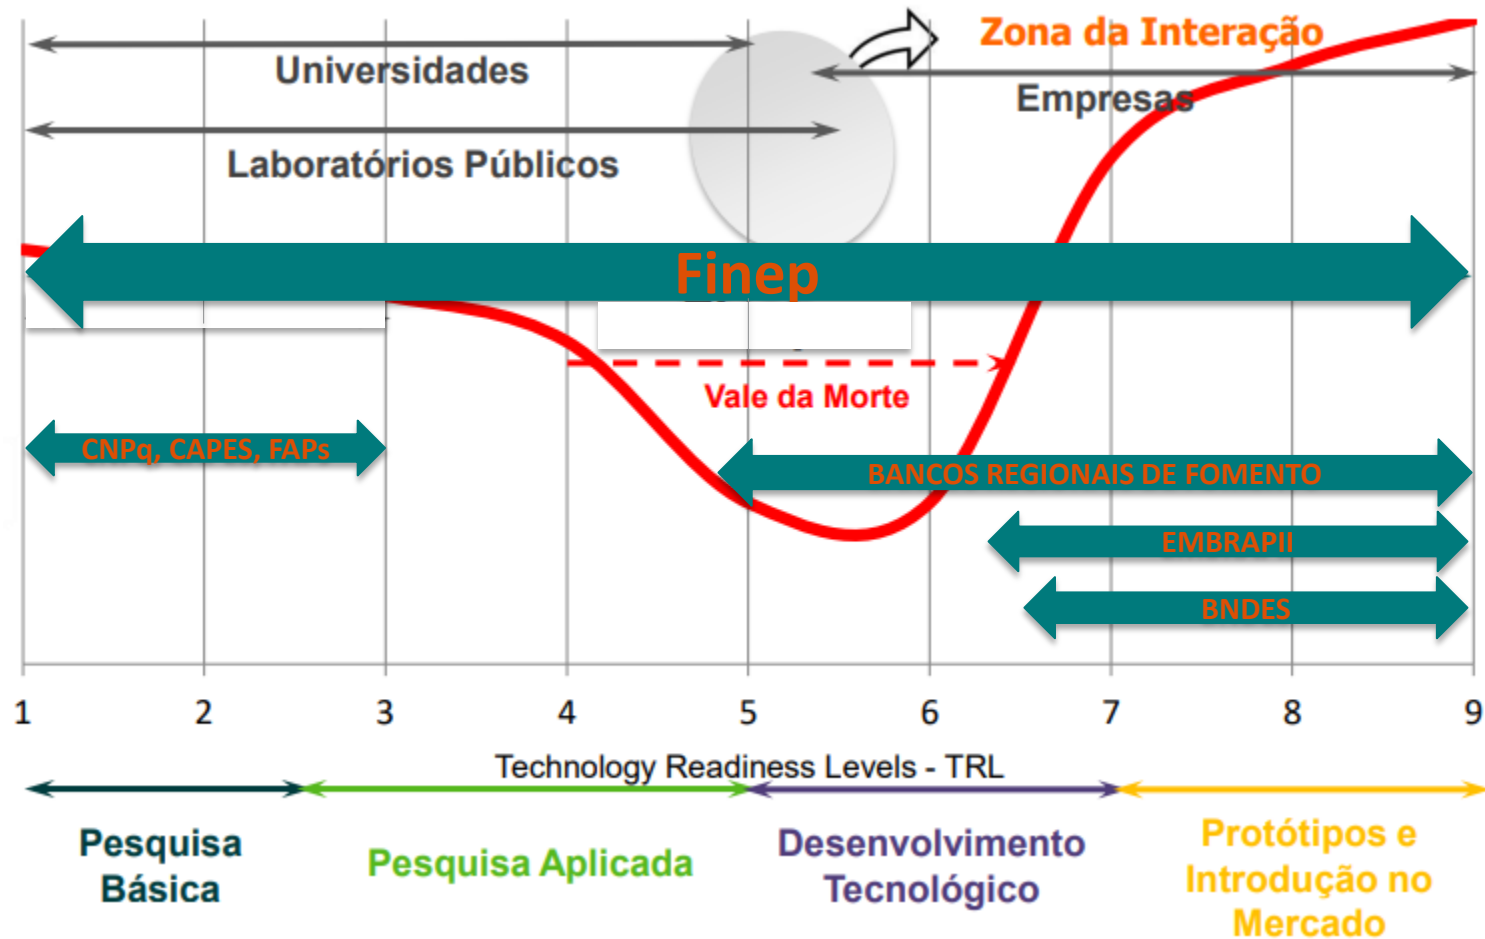 Zona da Interação
Universidades
Empresas
Laboratórios Públicos
Finep
Vale da Morte
CNPq, CAPES, FAPs
BANCOS REGIONAIS DE FOMENTO
EMBRAPII
BNDES
1 2 3 4 5 6 7 8 9
Technology Readiness Levels - TRL
Pesquisa
Básica
Pesquisa Aplicada
Desenvolvimento
Tecnológico
Protótipos e
Introdução no
Mercado